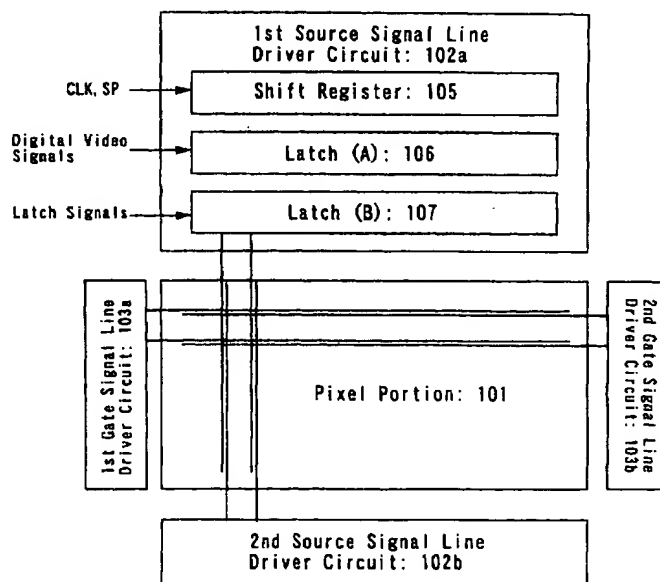 1st Source Signal Line
Driver Circuit: 102a
CLK, SP
Shift Register: 105
Digital Video
Signals
Latch (A): 106
Latch Signals
Latch (B): 107
1st Gate Signal Line
Driver Circuit: 103a
Pixel Portion: 101
2nd Gate Signal Line
Driver Circuit: 103b
2nd Source Signal Line
Driver Circuit: 102b